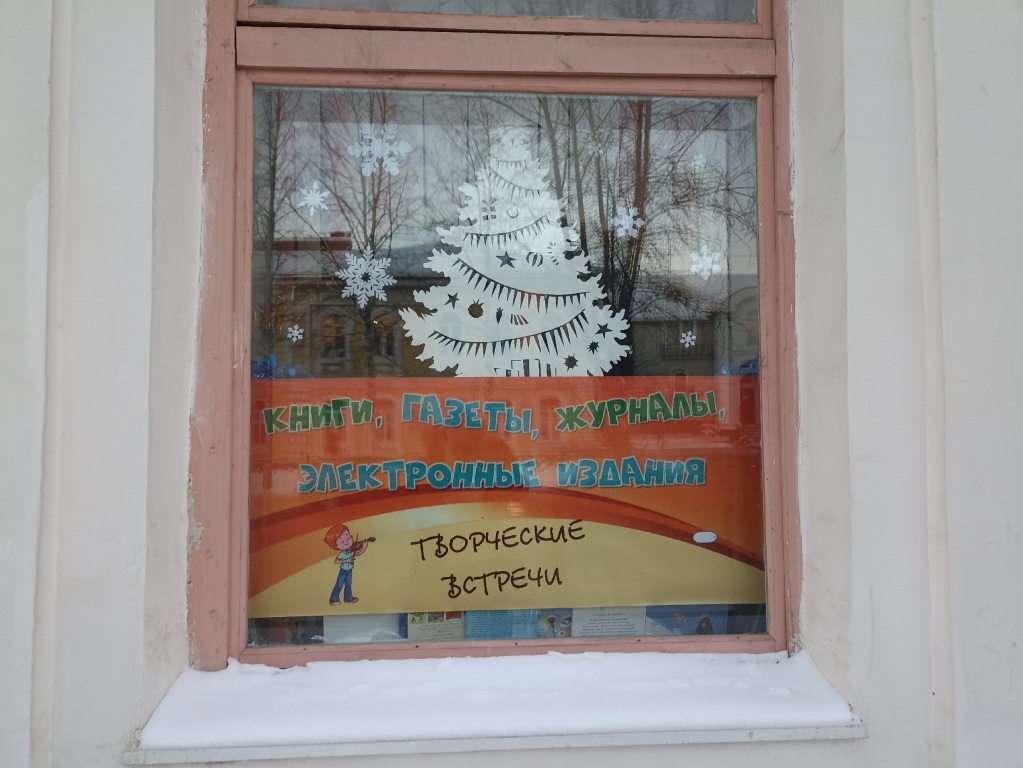 КНИГИ, ГАЗЕТЫ, ЖУРНАЛЫ,
ЭЛЕКТРОННЫЕ ИЗДАНИЯ
ТВОРЧЕСКИЕ
ВСТРЕЧИ